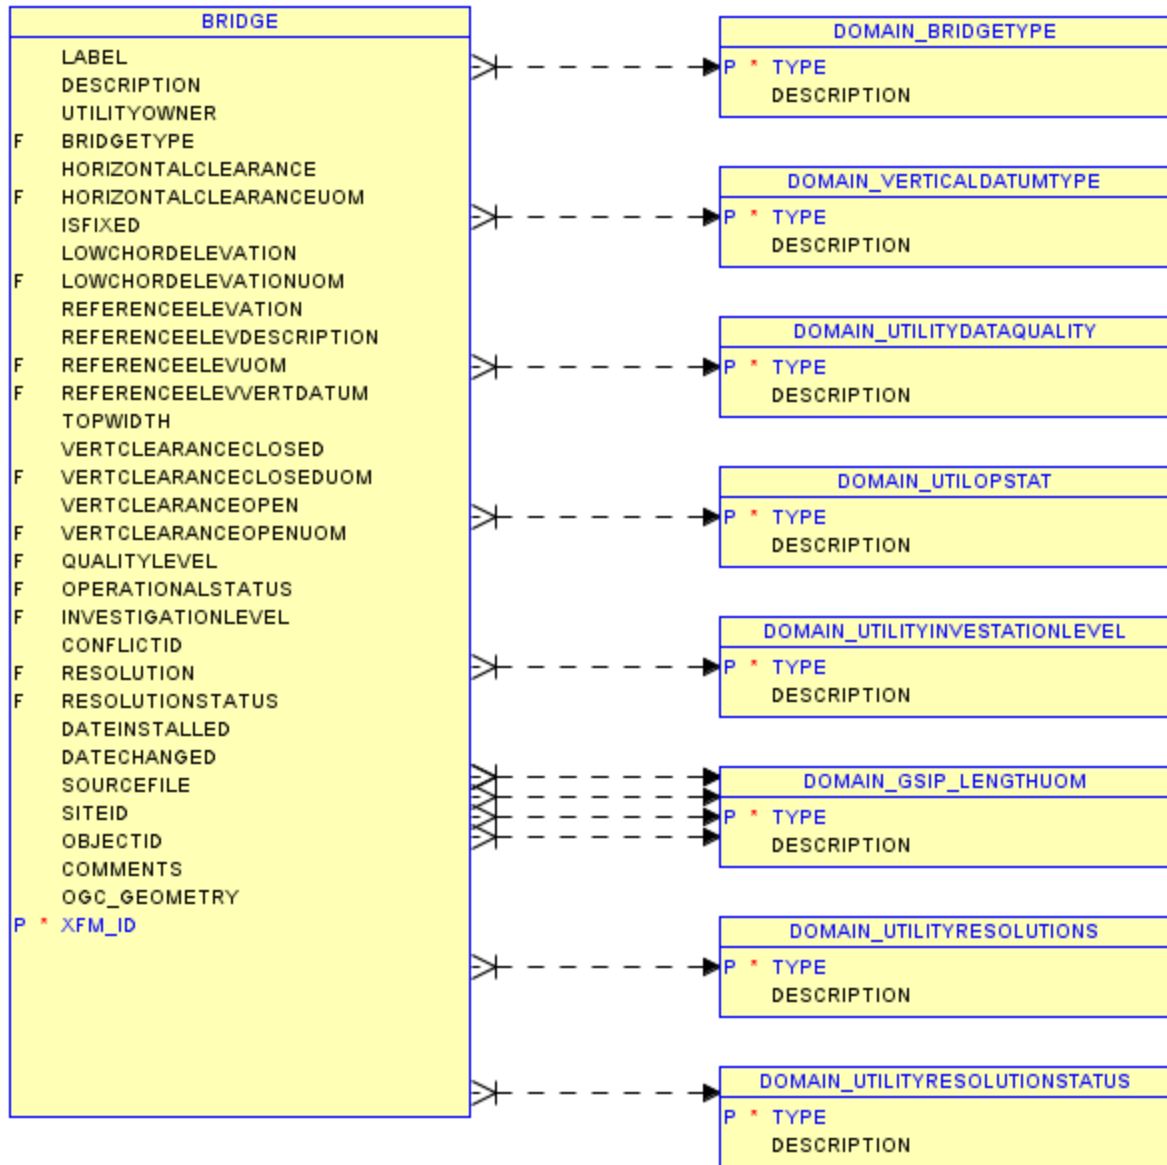 BRIDGE
LABEL
DESCRIPTION
UTILITYOWNER
F BRIDGETYPE
HORIZONTALCLEARANCE
F HORIZONTALCLEARANCEUOM
ISFIXED
LOWCHORDELEVATION
F LOWCHORDELEVATIONUOM
REFERENCEELEVATION
REFERENCEELEVDESCRIPTION
F REFERENCEELEVUOM
F REFERENCEELEVVERTDATUM
TOPWIDTH
VERTCLEARANCECLOSED
F VERTCLEARANCECLOSEDUOM
VERTCLEARANCEOPEN
F VERTCLEARANCEOPENUOM
F QUALITYLEVEL
F OPERATIONALSTATUS
F INVESTIGATIONLEVEL
CONFLICTID
F RESOLUTION
F RESOLUTIONSTATUS
DATEINSTALLED
DATECHANGED
SOURCEFILE
SITEID
OBJECTID
COMMENTS
OGC_GEOMETRY
P * XFM_ID
DOMAIN_BRIDGETYPE
P * TYPE
DESCRIPTION
DOMAIN_VERTICALDATUMTYPE
P * TYPE
DESCRIPTION
DOMAIN_UTILITYDATAQUALITY
P * TYPE
DESCRIPTION
DOMAIN_UTILOPSTAT
P * TYPE
DESCRIPTION
DOMAIN_UTILITYINVESTATIONLEVEL
P * TYPE
DESCRIPTION
DOMAIN_GSIP_LENGTHUOM
P * TYPE
DESCRIPTION
DOMAIN_UTILITYRESOLUTIONS
P * TYPE
DESCRIPTION
DOMAIN_UTILITYRESOLUTIONSTATUS
P * TYPE
DESCRIPTION